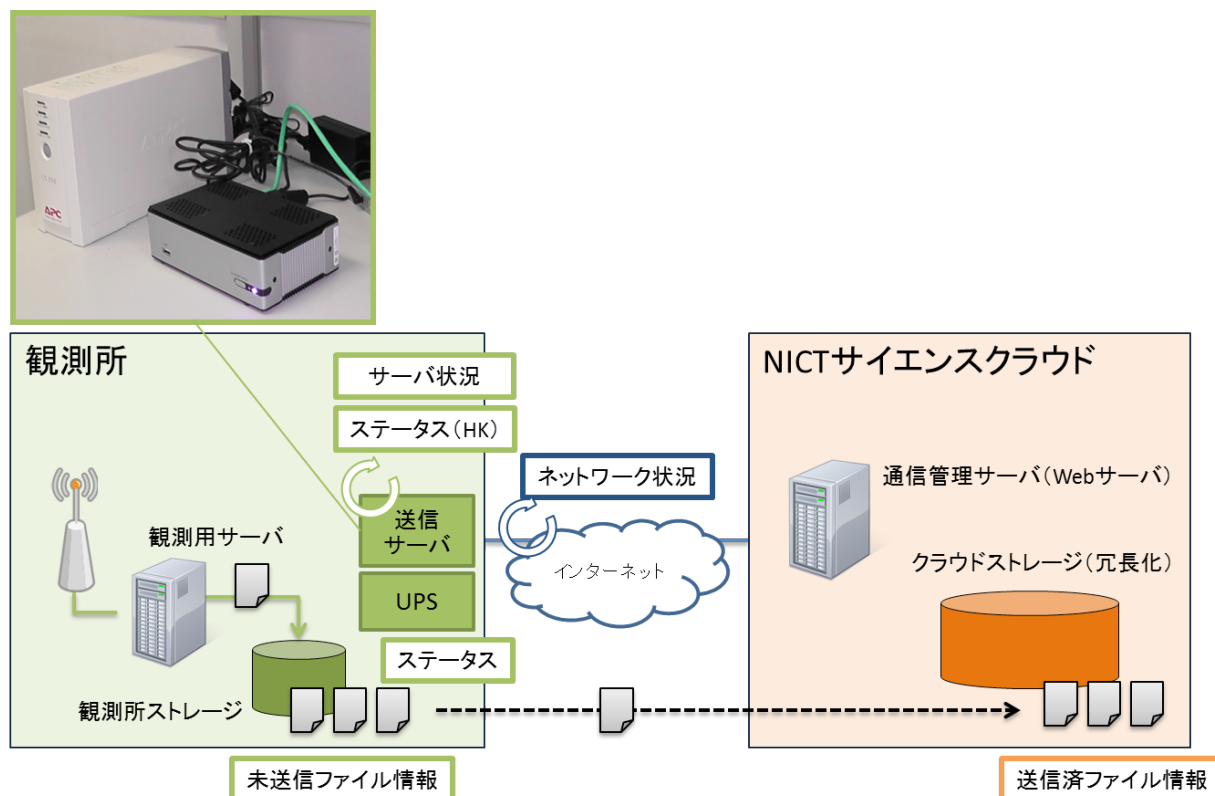 APC
APC
観測所
サーバ状況
ステータス（HK）
ネットワーク状況
送信
サーバ
UPS
ステータス
観測用サーバ
観測所ストレージ
インターネット
未送信ファイル情報
NICTサイエンスクラウド
通信管理サーバ（Webサーバ）
クラウドストレージ（冗長化）
送信済ファイル情報